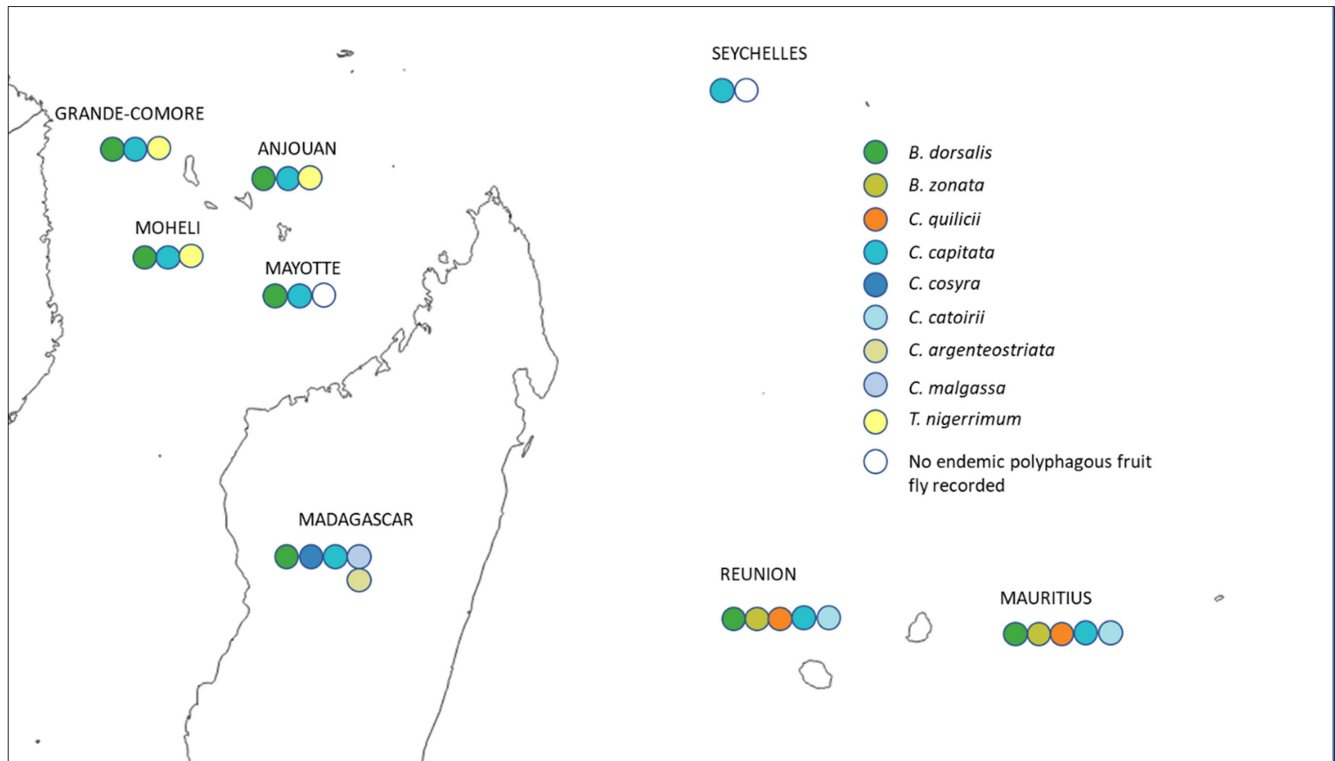 SEYCHELLES
GRANDE-COMORE
ANJOUAN
MOHELI
MAYOTTE
B. dorsalis
B. zonata
C. quilicii
C. capitata
C. cosyra
C. catoirii
C. argenteostriata
C. malgassa
T. nigerrimum
No endemic polyphagous fruit
fly recorded
MADAGASCAR
REUNION
MAURITIUS